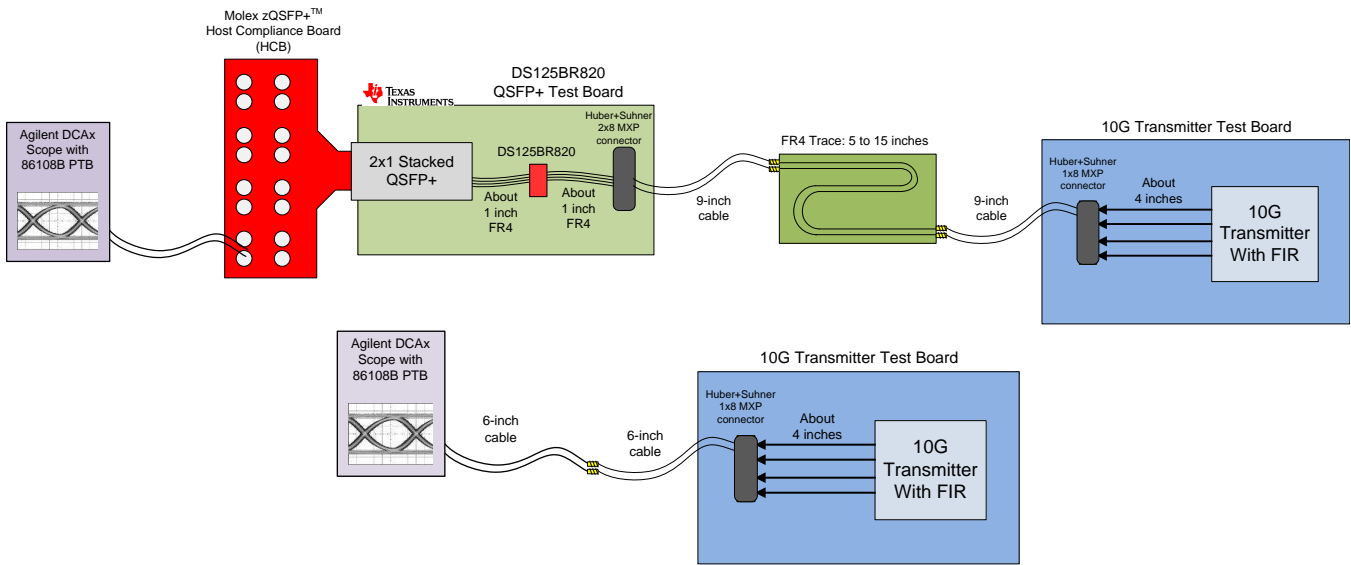 Molex zQSFP+TM
Host Compliance Board
(HCB)
Agilent DCAx
Scope with
86108B PTB
TEXAS
INSTRUMENTS
DS125BR820
QSFP+ Test Board
2x1 Stacked
QSFP+
DS125BR820
Huber+Suhner
2x8 MXP
connector
About
1 inch
FR4
About
1 inch
FR4
9-inch
cable
FR4 Trace: 5 to 15 inches
9-inch
cable
10G Transmitter Test Board
Huber+Suhner
1x8 MXP
connector
About
4 inches
10G
Transmitter
With FIR
Agilent DCAx
Scope with
86108B PTB
6-inch
cable
6-inch
cable
10G Transmitter Test Board
Huber+Suhner
1x8 MXP
connector
About
4 inches
10G
Transmitter
With FIR